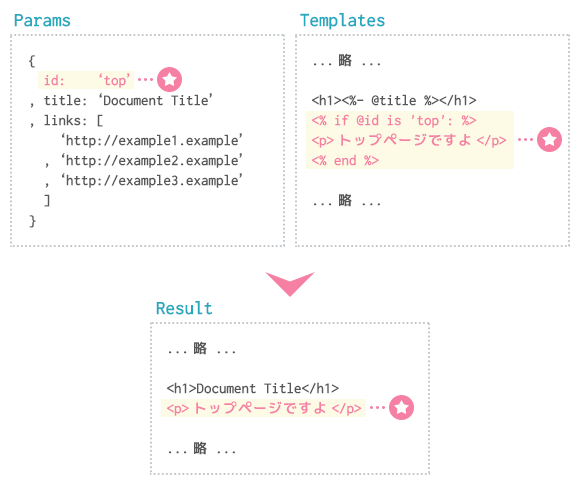 Params
{
id: ‘top’
, title: ‘Document Title’
, links: [
‘http://example1.example’
, ‘http://example2.example’
, ‘http://example3.example’
]
}
Templates
... 略 ...
<h1><%- @title %></h1>
<% if @id is 'top': %>
<p>トップページですよ</p>
<% end %>
... 略 ...
Result
... 略 ...
<h1>Document Title</h1>
<p>トップページですよ</p>
... 略 ...